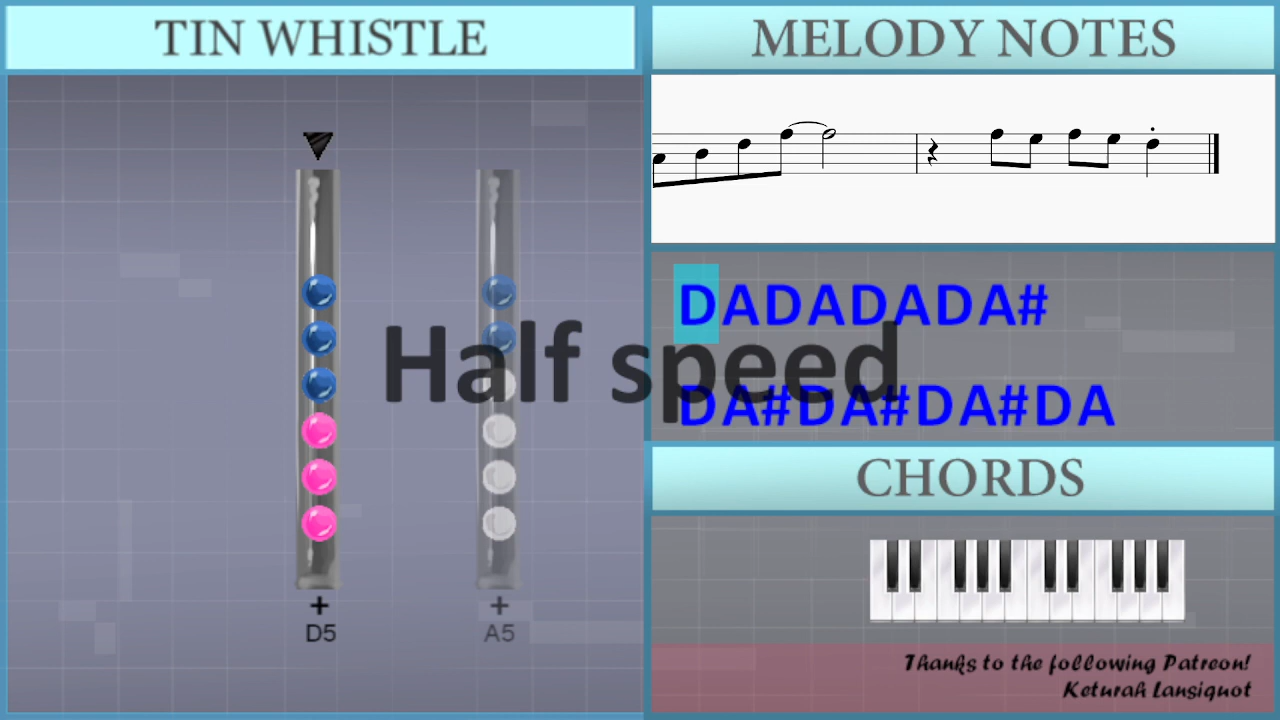 TIN WHISTLE
MELODY NOTES
DADADADA#
Half speed
DA#DA#DA#DA
CHORDS
+
D5
+
A5
Thanks to the following Patreon!
Keturah Lansiquot